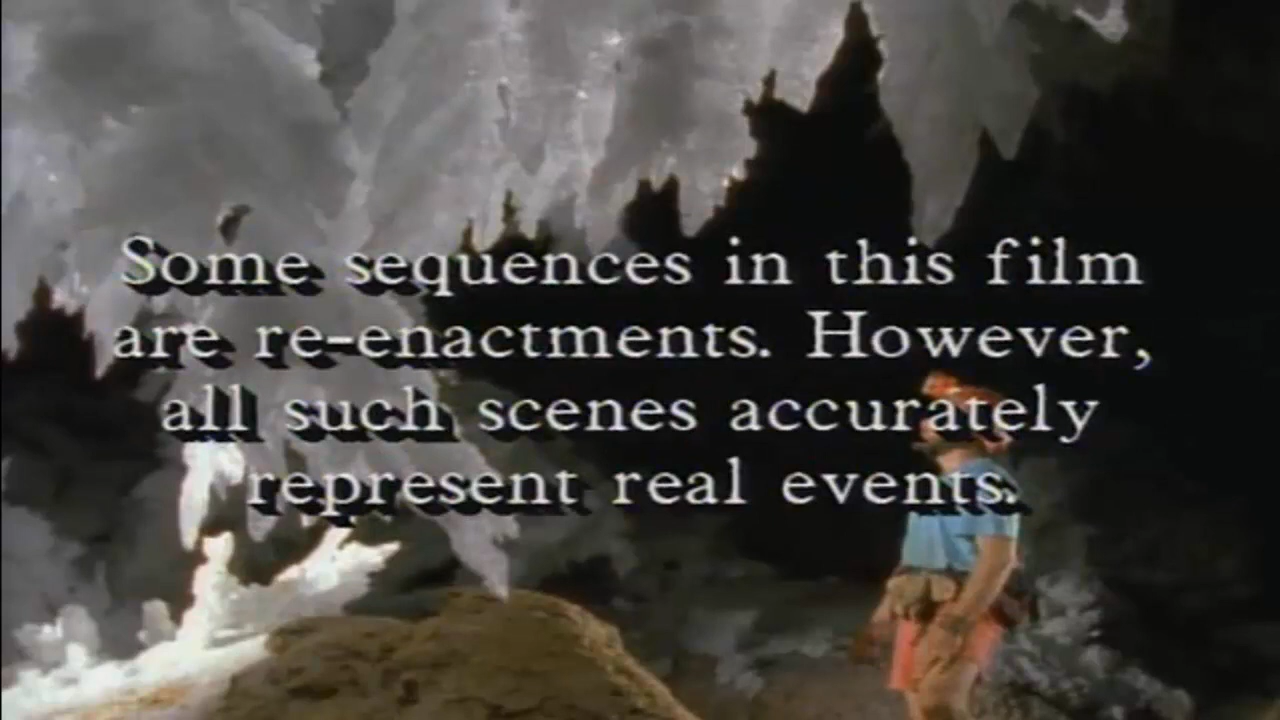 Some sequences in this film
are re-enactments. However,
all such scenes accurately
represent real events.